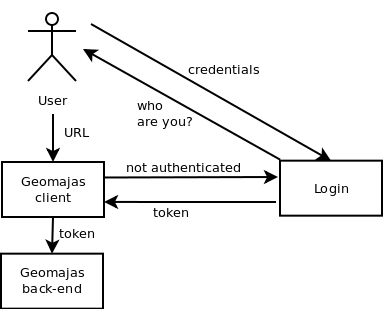 credentials
User
who
are you?
URL
not authenticated
Geomajas
client
Login
token
token
Geomajas
back-end